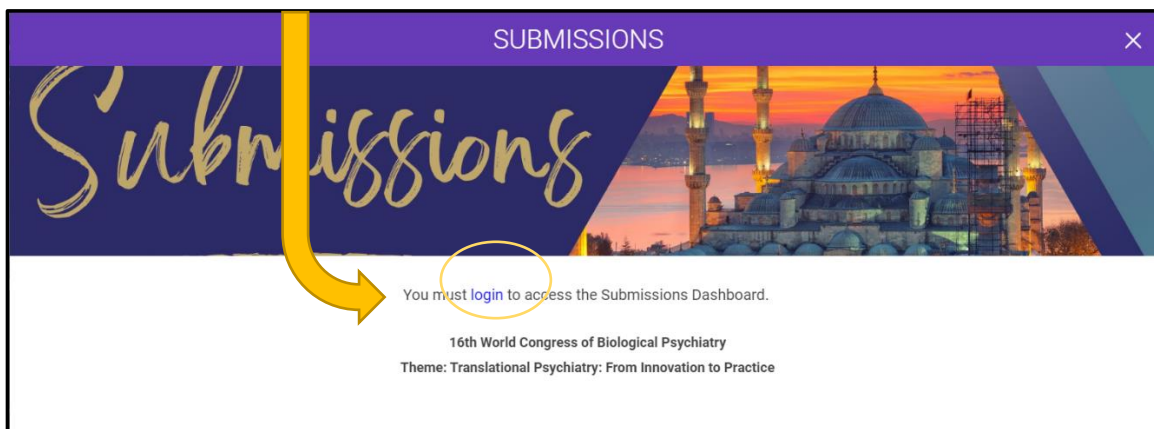 SUBMISSIONS
Submissions
You must login to access the Submissions Dashboard.
16th World Congress of Biological Psychiatry
Theme: Translational Psychiatry: From Innovation to Practice